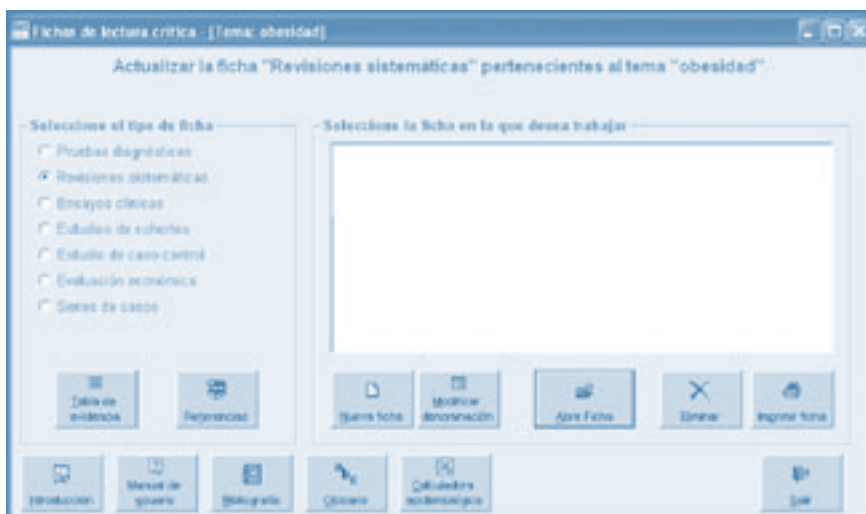 Fichas de lectura crítica - [Tema: obesidad]
Actualizar la ficha "Revisiones sistemáticas" pertenecientes al tema "obesidad"
Seleccione el tipo de ficha
Pruebas diagnósticas
Revisiones sistemáticas
Ensayos clínicos
Estudios de cohortes
Estudio de caso-control
Evaluación económica
Series de casos
Tabla de
evidencia
Referencias
Seleccione la ficha en la que desea trabajar
Nueva ficha
Modificar
denominación
Abrir Ficha
Eliminar
Imprimir ficha
Introducción
Manual de
usuario
Bibliografía
Glosario
Calculadora
epidemiológica
Salir